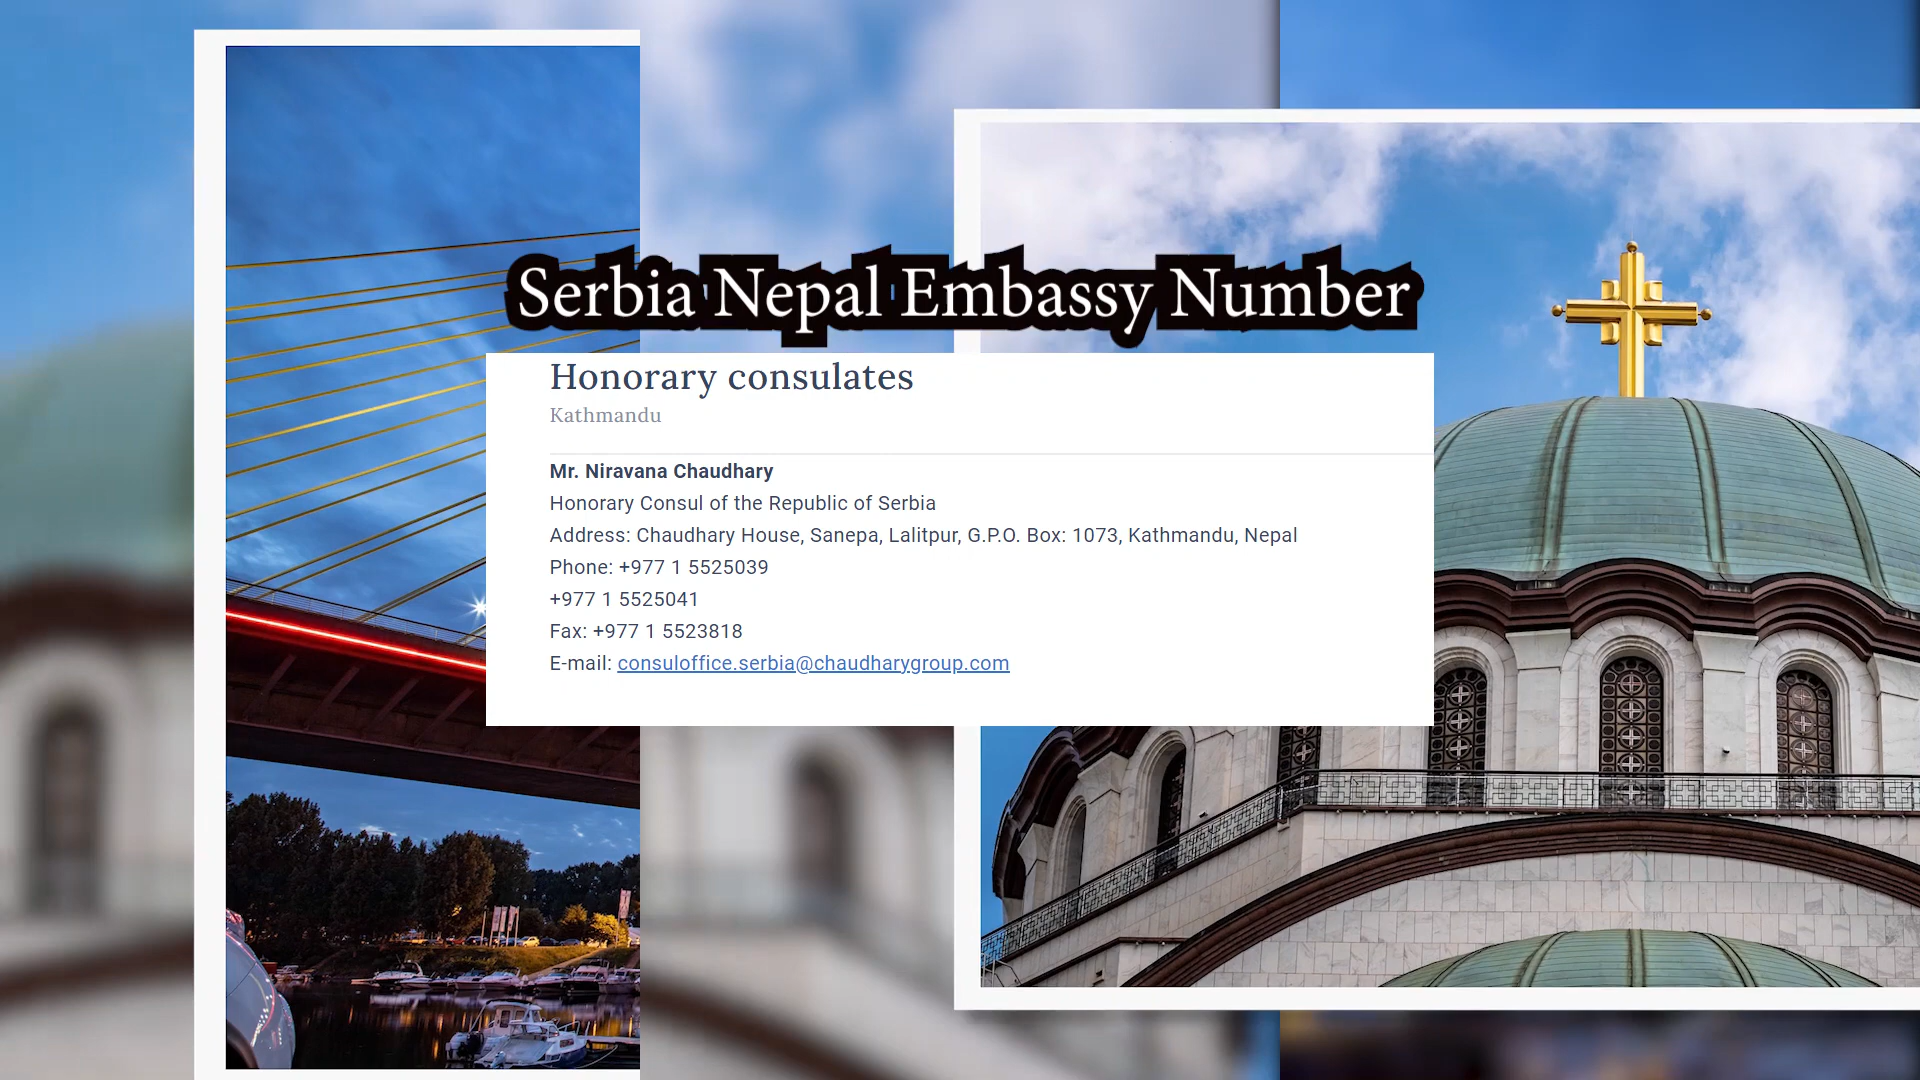 Serbia Nepal Embassy Number
Honorary consulates
Kathmandu
Mr. Niravana Chaudhary
Honorary Consul of the Republic of Serbia
Address: Chaudhary House, Sanepa, Lalitpur, G.P.O. Box: 1073, Kathmandu, Nepal
Phone: +977 1 5525039
+977 1 5525041
Fax: +977 1 5523818
E-mail: consuloffice.serbia@chaudharygroup.com